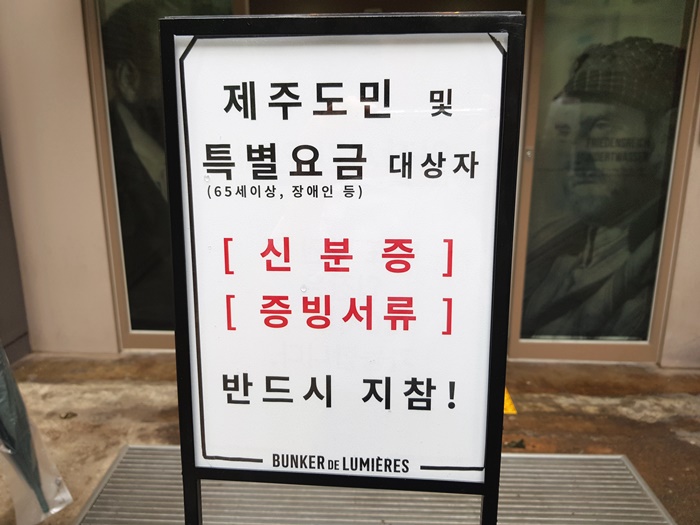 제주도민 및
특별요금 대상자
(65세이상, 장애인 등)
[ 신분증 ]
[ 증빙서류 ]
반드시 지참!
BUNKER DE LUMIÈRES